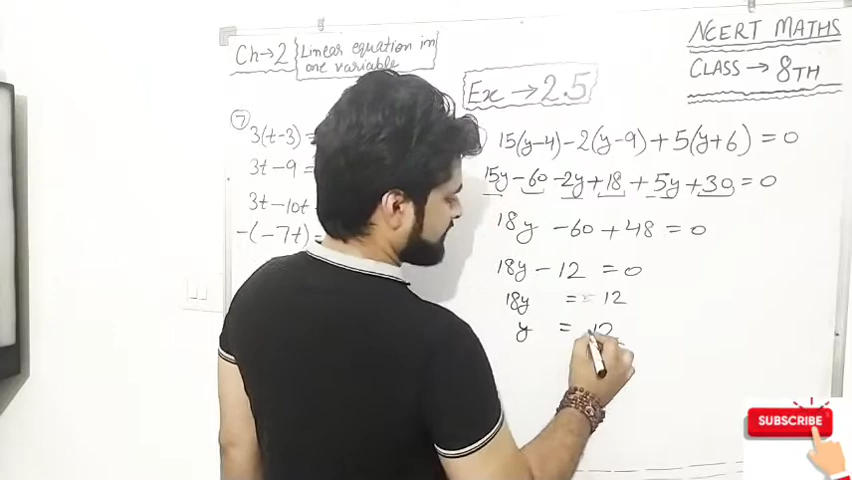 Ch→2 Linear equation in
one variable
NCERT MATHS
CLASS → 8TH
Ex → 2.5
7
3(t-3) =
3t - 9 =
3t - 10t
-(-7t) =
15(y-4) - 2(y-9) + 5(y+6) = 0
15y - 60 - 2y + 18 + 5y + 30 = 0
18y - 60 + 48 = 0
18y - 12 = 0
18y = 12
y = 12
SUBSCRIBE